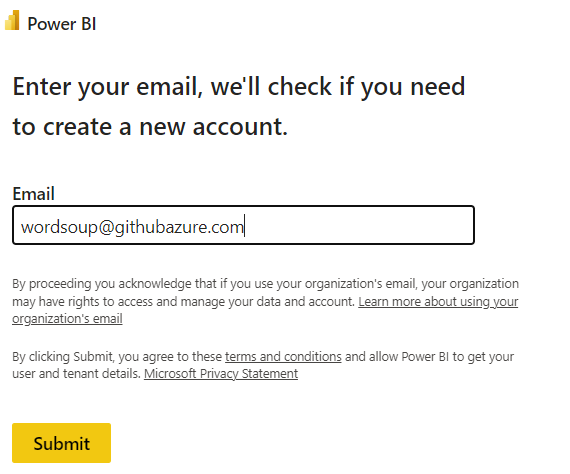 Power BI
Enter your email, we'll check if you need
to create a new account.
Email
wordsoup@githubazure.com
By proceeding you acknowledge that if you use your organization's email, your organization
may have rights to access and manage your data and account. Learn more about using your
organization's email
By clicking Submit, you agree to these terms and conditions and allow Power BI to get your
user and tenant details. Microsoft Privacy Statement
Submit